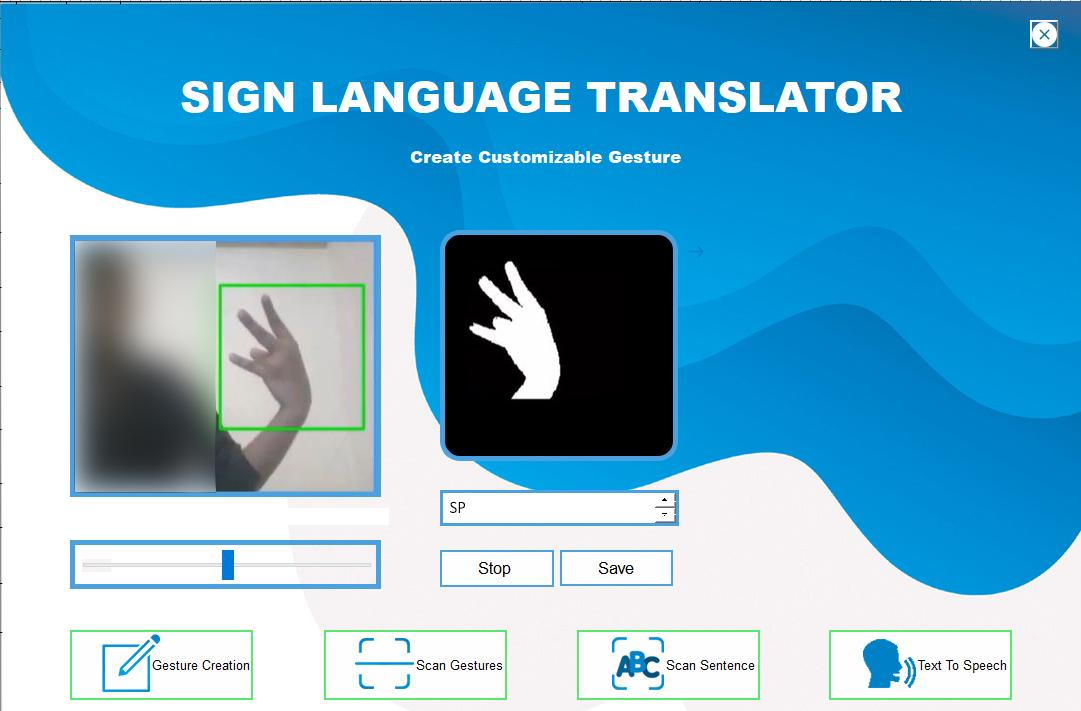 SIGN LANGUAGE TRANSLATOR
Create Customizable Gesture
SP
Stop
Save
Gesture Creation
Scan Gestures
ABC
Scan Sentence
Text To Speech